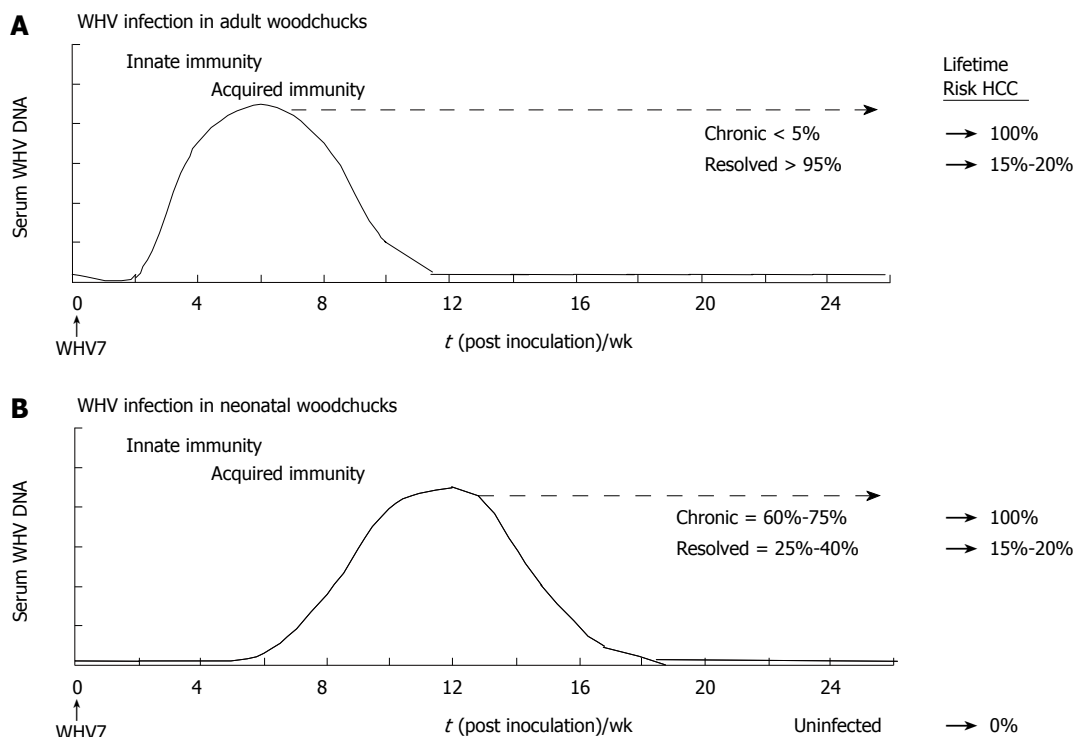 A WHV infection in adult woodchucks
Innate immunity
Acquired immunity
Serum WHV DNA
Lifetime
Risk HCC
Chronic < 5% → 100%
Resolved > 95% → 15%-20%
0 4 8 12 16 20 24
WHV7
t (post inoculation)/wk
B WHV infection in neonatal woodchucks
Innate immunity
Acquired immunity
Serum WHV DNA
Chronic = 60%-75% → 100%
Resolved = 25%-40% → 15%-20%
0 4 8 12 16 20 24
WHV7
t (post inoculation)/wk
Uninfected → 0%